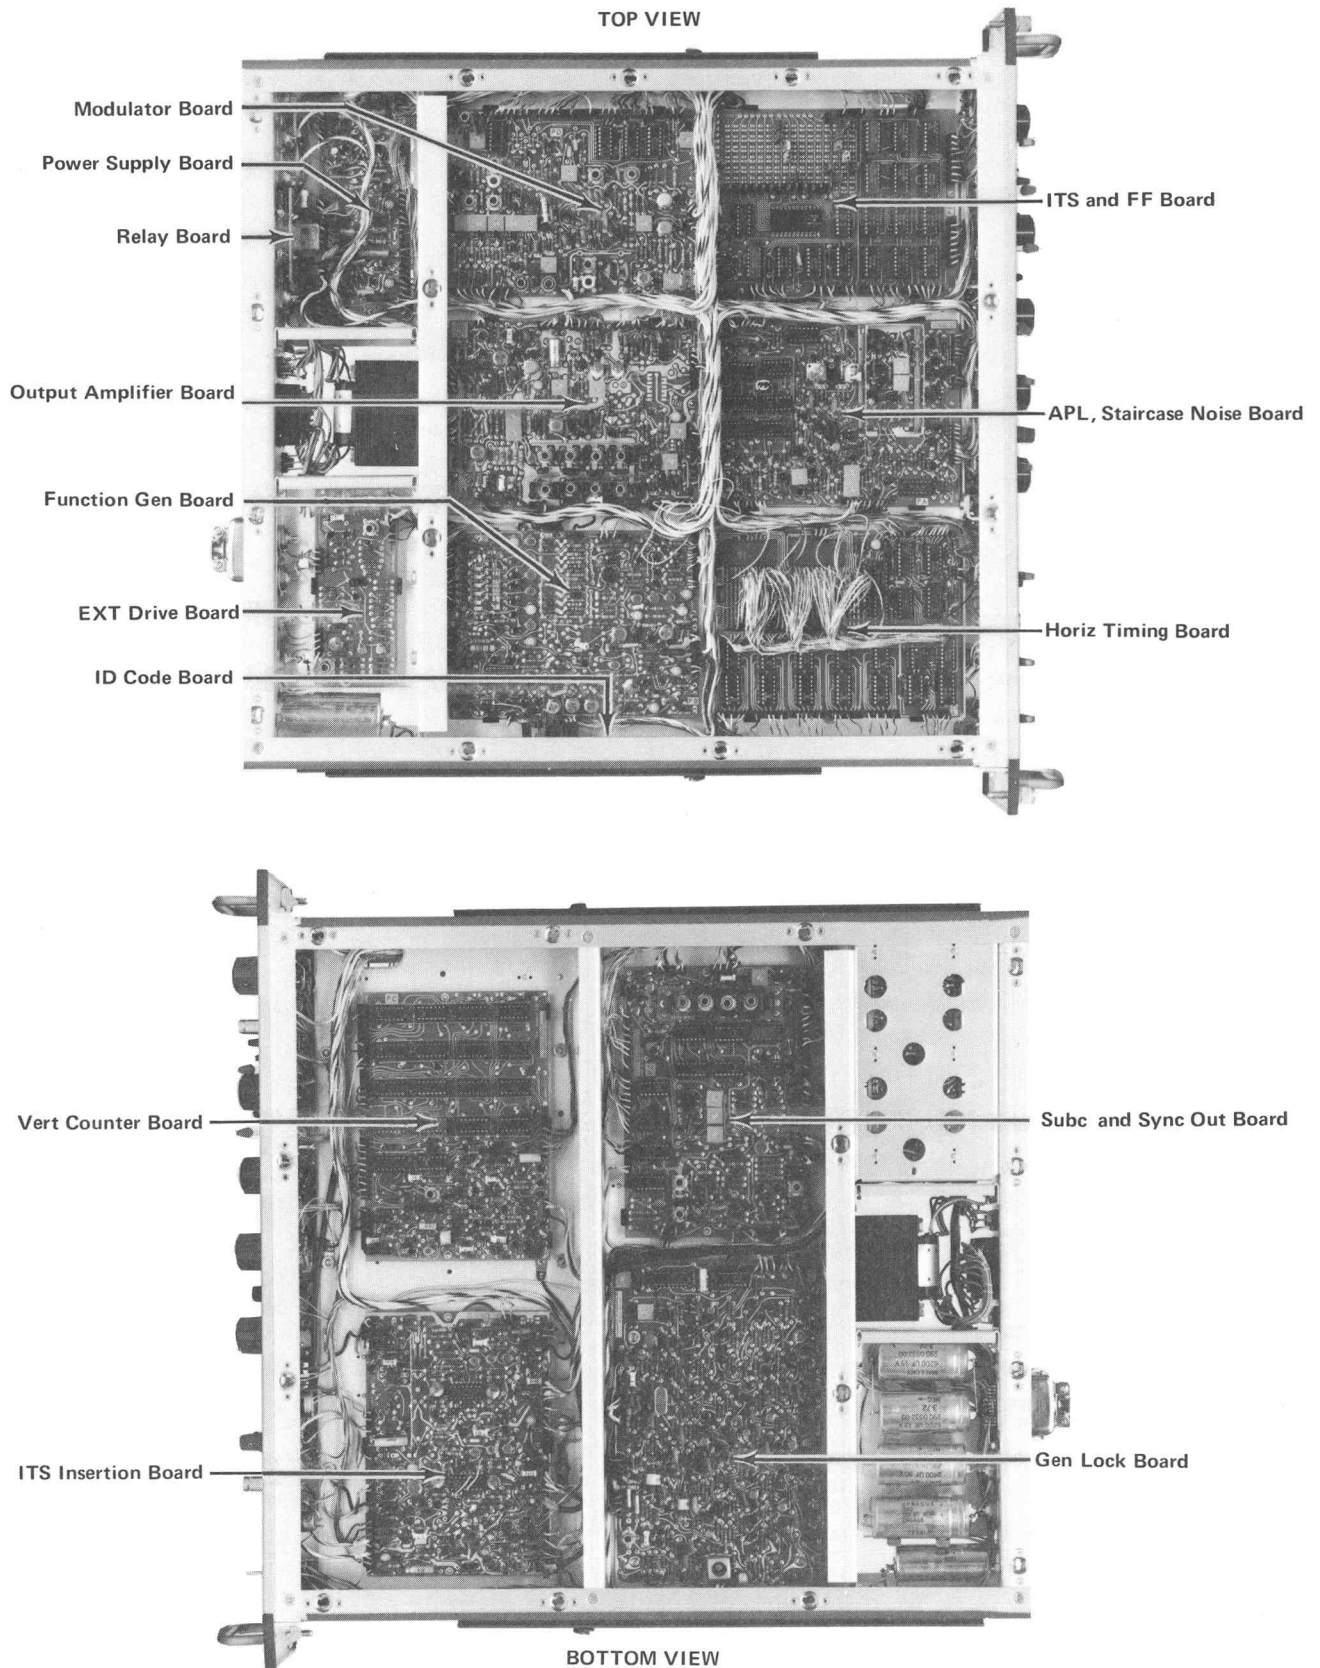 TOP VIEW
Modulator Board
Power Supply Board
Relay Board
Output Amplifier Board
Function Gen Board
EXT Drive Board
ID Code Board
ITS and FF Board
APL, Staircase Noise Board
Horiz Timing Board
Vert Counter Board
ITS Insertion Board
Subc and Sync Out Board
Gen Lock Board
BOTTOM VIEW